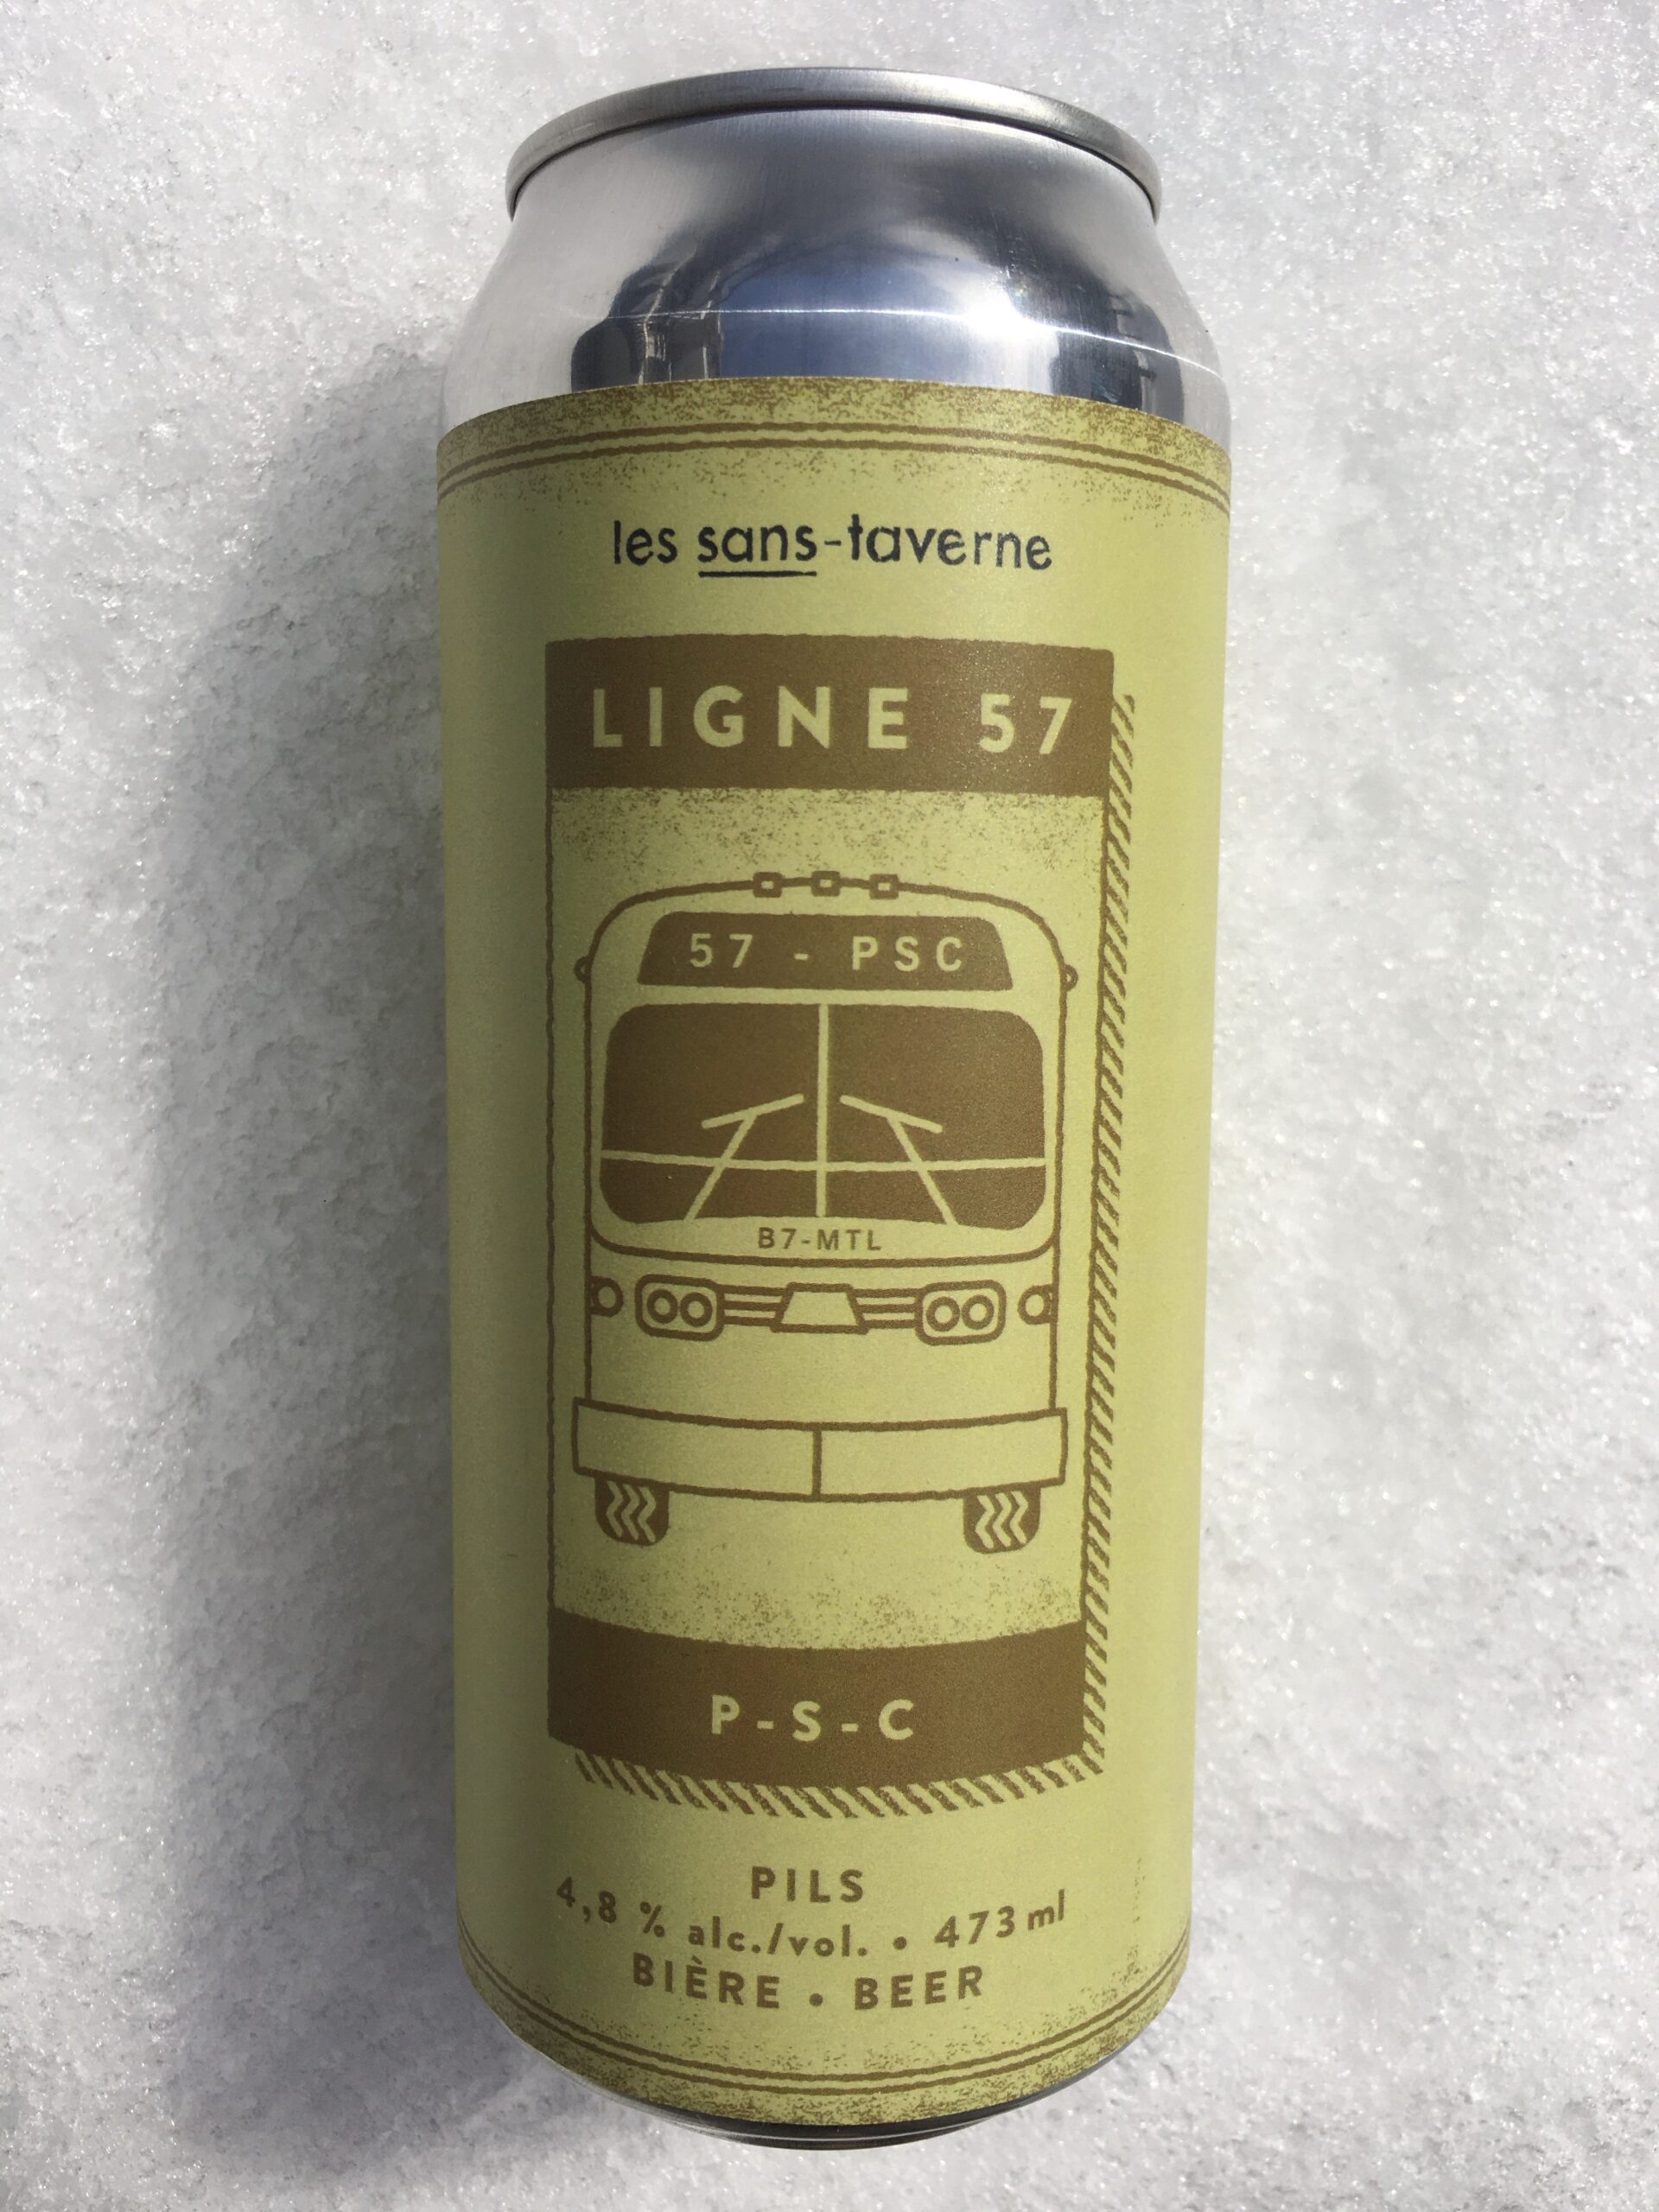 les sans-taverne
LIGNE 57
57 - PSC
B7-MTL
P-S-C
PILS
4,8 % alc./vol. • 473 ml
BIÈRE • BEER